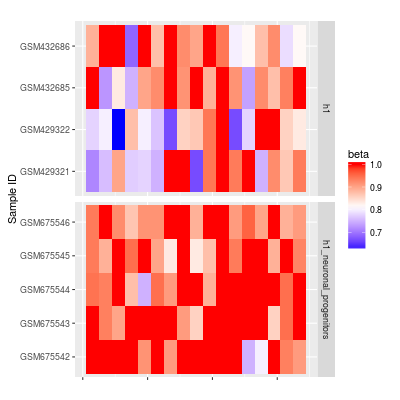 GSM432686
GSM432685
GSM429322
GSM429321
h1
GSM675546
GSM675545
GSM675544
GSM675543
GSM675542
h1_neuronal_progenitors
Sample ID
beta
1.0
0.9
0.8
0.7